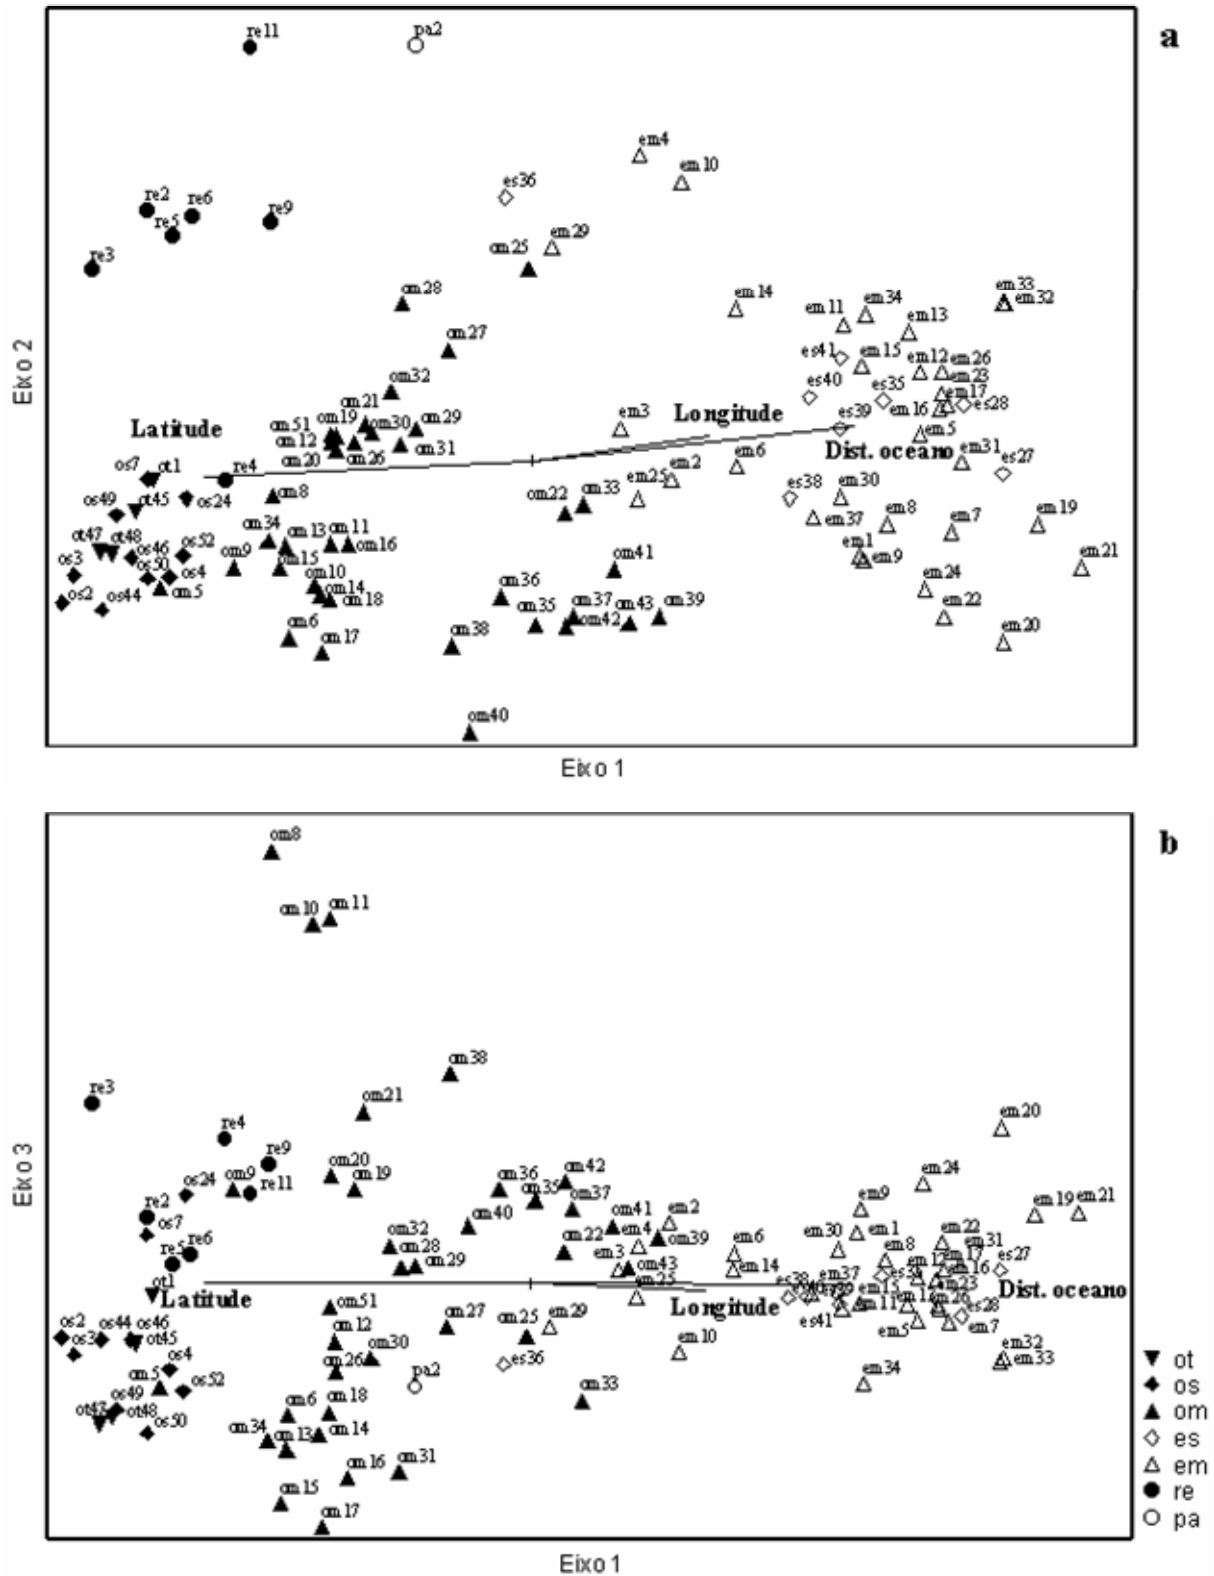 a
re11
pa2
em4
em10
es36
re2
re6
re5
re9
re3
om25
em29
om28
em14
em11
em34
em13
em33
em32
om27
es41
em15
em12
em26
em23
om32
es40
es35
em16
em17
es28
om21
om51
om19
om30
om29
om12
om20
om26
om31
em3
Longitude
es39
em5
Latitude
Dist. oceano
em31
es27
os7
ot1
re4
em2
em6
os49
ot45
os24
om8
om22
om33
em25
es38
em30
em37
em8
em7
em19
ot47
ot48
os46
os52
om34
om13
om11
om16
os3
os50
os4
om9
om15
om10
om41
em1
em9
em21
os2
os44
om5
om14
om18
om36
om35
om37
om42
om43
om39
em24
em22
em20
om6
om17
om38
om40
Eixo 2
Eixo 1
b
om8
om10
om11
om38
re3
om21
em20
re4
re9
om20
om19
om36
om42
em24
os24
om9
re11
om35
om37
em9
em19
em21
re2
os7
om40
om41
em2
em1
em22
em31
re5
re6
om32
om28
om29
om22
em3
em4
om39
om43
em6
em14
em30
em8
em17
es27
ot1
Latitude
em25
Longitude
es38
em37
em16
em23
Dist. oceano
om51
om27
om25
em29
es41
em11
em5
em26
es28
em7
os2
os3
os44
os46
ot45
om12
om30
om26
es36
em10
em32
em33
os4
om5
os52
pa2
om33
em34
ot47
os49
ot48
os50
om6
om18
om34
om13
om14
om16
om31
om15
om17
Eixo 3
Eixo 1
ot
os
om
es
em
re
pa